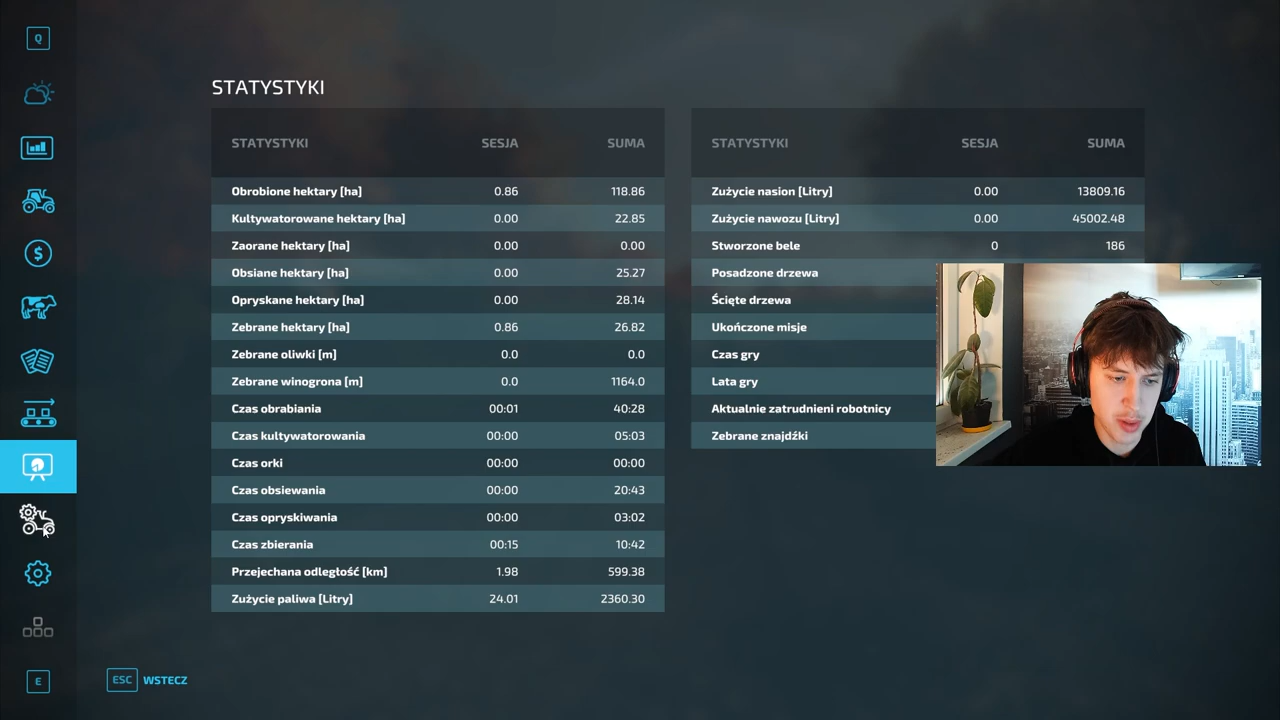 Q
STATYSTYKI
STATYSTYKI SESJA SUMA
Obrobione hektary [ha] 0.86 118.86
Kultywatorowane hektary [ha] 0.00 22.85
Zaorane hektary [ha] 0.00 0.00
Obsiane hektary [ha] 0.00 25.27
Opryskane hektary [ha] 0.00 28.14
Zebrane hektary [ha] 0.86 26.82
Zebrane oliwki [m] 0.0 0.0
Zebrane winogrona [m] 0.0 1164.0
Czas obrabiania 00:01 40:28
Czas kultywatorowania 00:00 05:03
Czas orki 00:00 00:00
Czas obsiewania 00:00 20:43
Czas opryskiwania 00:00 03:02
Czas zbierania 00:15 10:42
Przejechana odległość [km] 1.98 599.38
Zużycie paliwa [Litry] 24.01 2360.30
STATYSTYKI SESJA SUMA
Zużycie nasion [Litry] 0.00 13809.16
Zużycie nawozu [Litry] 0.00 45002.48
Stworzone bele 0 186
Posadzone drzewa
Ścięte drzewa
Ukończone misje
Czas gry
Lata gry
Aktualnie zatrudnieni robotnicy
Zebrane znajdźki
E
ESC WSTECZ